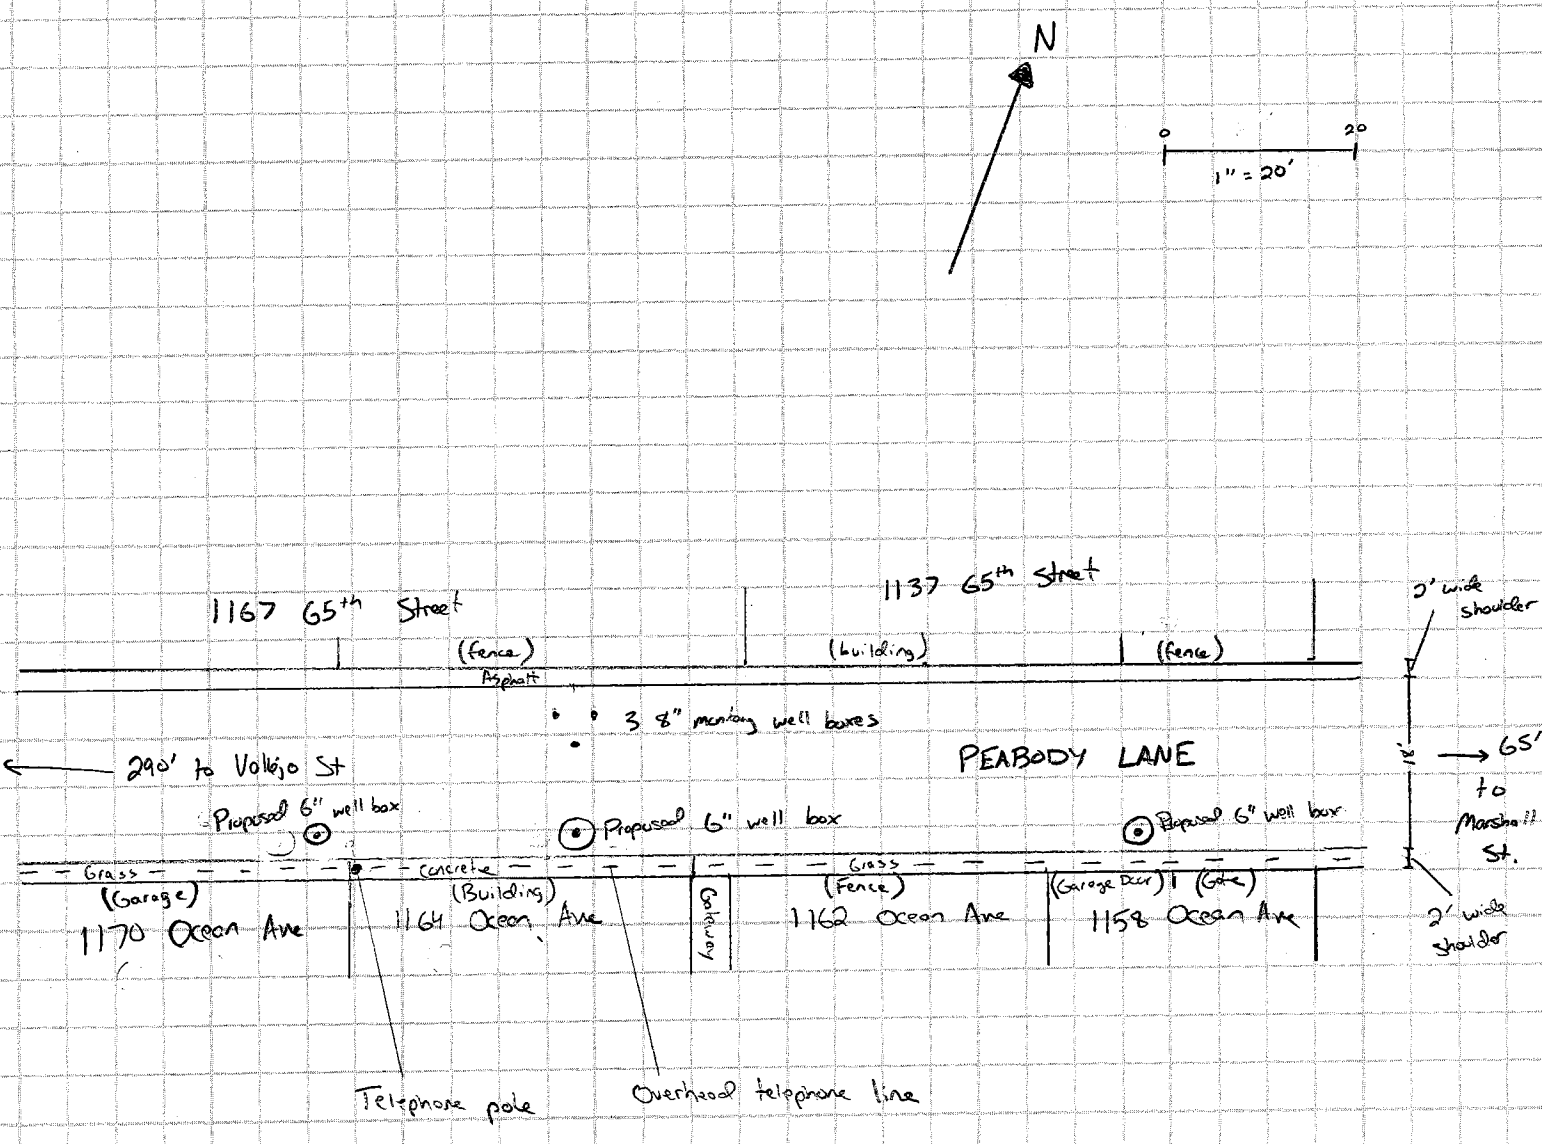 N
0 20
1" = 20'
1137 65th Street
1167 65th Street
2' wide
shoulder
(fence)
(building)
(fence)
Asphalt
3 8" montory well boxes
PEABODY LANE
→ 65'
to
Marshall
St.
290' to Vallejo St
Proposed 6" well box
Proposed 6" well box
Proposed 6" well box
Grass
Concrete
Grass
(Garage)
(Building)
(Fence)
(Garage Door)
(Gate)
1170 Ocean Ave
1164 Ocean Ave
Gateway
1162 Ocean Ave
1158 Ocean Ave
2' wide
shoulder
Telephone pole
Overhead telephone line